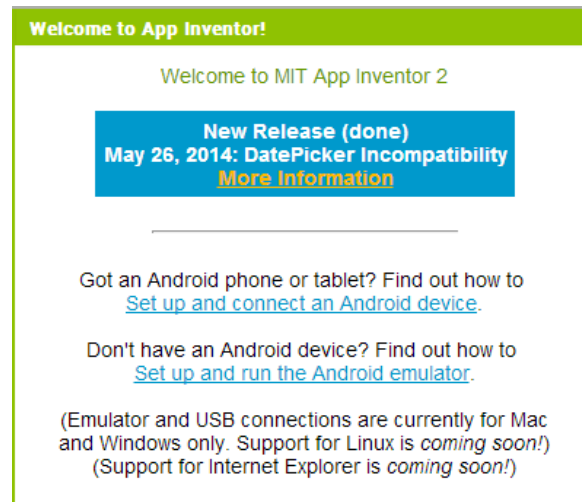 Welcome to App Inventor!
Welcome to MIT App Inventor 2
New Release (done)
May 26, 2014: DatePicker Incompatibility
More Information
Got an Android phone or tablet? Find out how to
Set up and connect an Android device.
Don't have an Android device? Find out how to
Set up and run the Android emulator.
(Emulator and USB connections are currently for Mac
and Windows only. Support for Linux is coming soon!)
(Support for Internet Explorer is coming soon!)